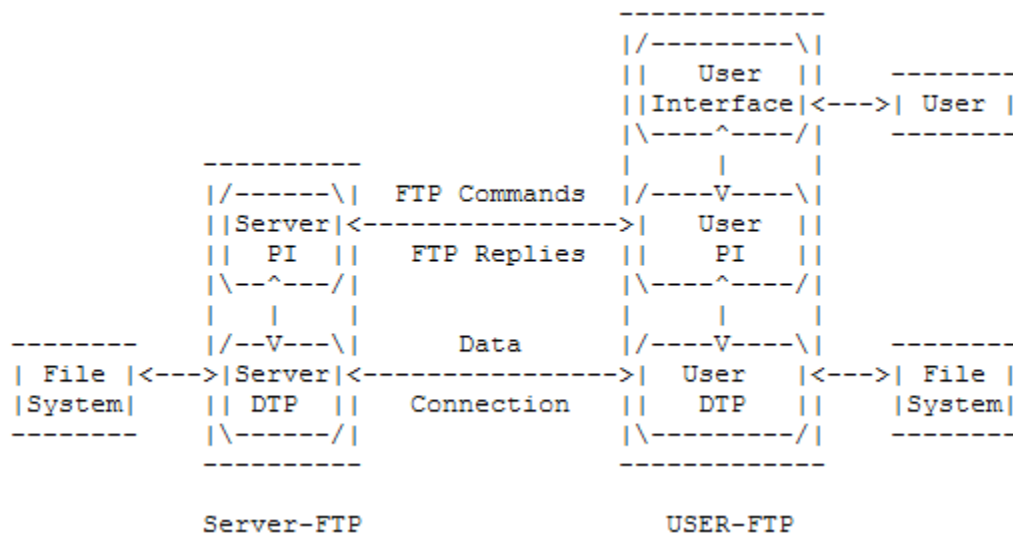 -------------
                                            |/---------\|
                                            ||   User  ||    --------
                                            ||Interface|<--->| User |
                                            |\----^----/|    --------
                  ----------                |     |     |
                  |/------\|  FTP Commands  |/----V----\|
                  ||Server|<---------------->|   User  ||
                  ||  PI  ||   FTP Replies  ||    PI   ||
                  |\--^---/|                |\----^----/|
                  |   |    |                |     |     |
--------          |/--V---\|      Data      |/----V----\|    --------
| File |<--->|Server|<---------------->|  User   |<--->| File |
|System|    || DTP  ||   Connection   ||   DTP   ||    |System|
--------    |\------/|                |\---------/|    --------
            ----------                -------------
            Server-FTP                   USER-FTP